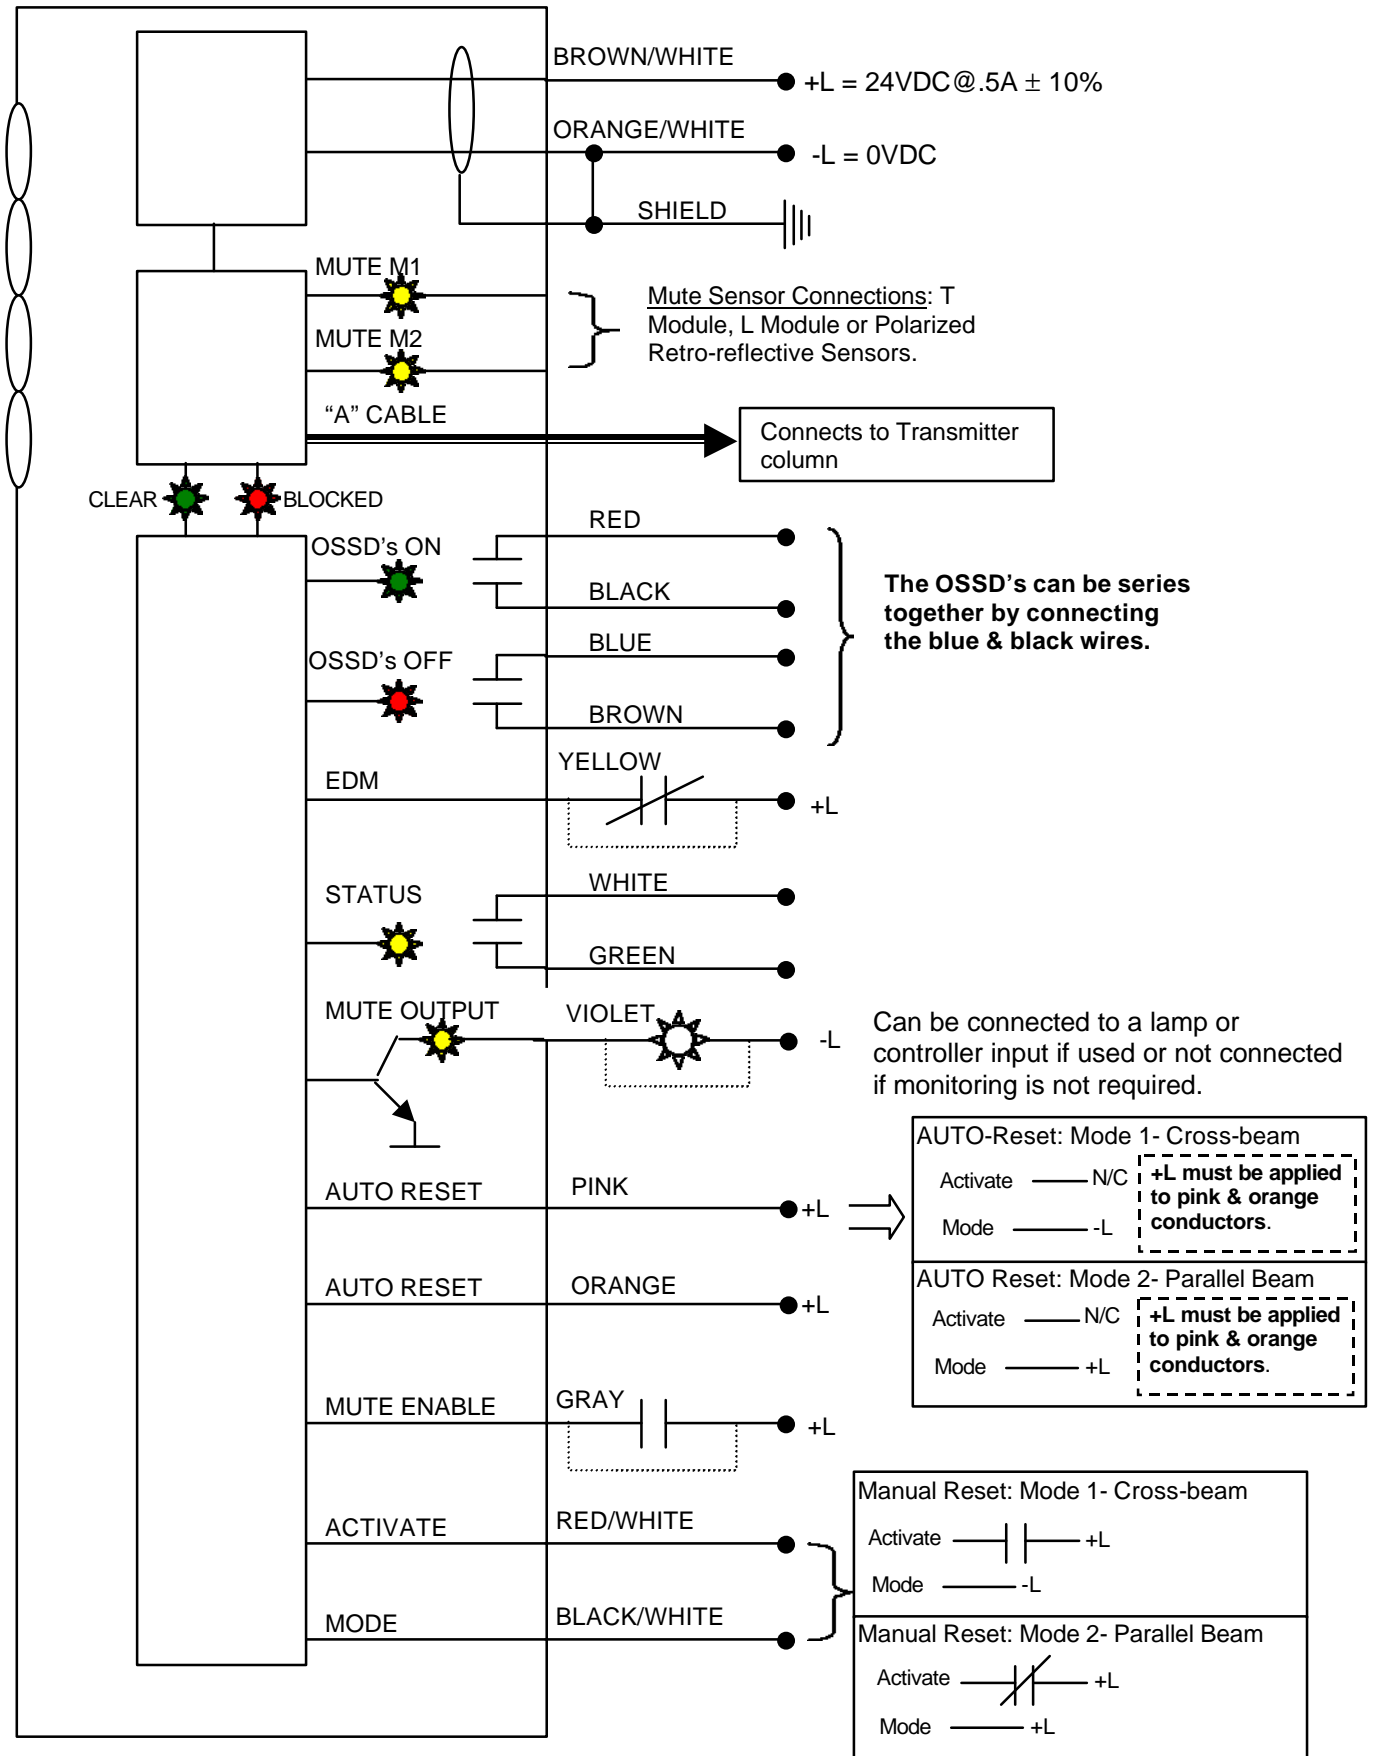 BROWN/WHITE
+L = 24VDC@.5A ± 10%
ORANGE/WHITE
-L = 0VDC
SHIELD
MUTE M1
Mute Sensor Connections: T
Module, L Module or Polarized
Retro-reflective Sensors.
MUTE M2
“A” CABLE
Connects to Transmitter
column
CLEAR
BLOCKED
OSSD’s ON
RED
BLACK
The OSSD’s can be series
together by connecting
the blue & black wires.
OSSD’s OFF
BLUE
BROWN
EDM
YELLOW
+L
STATUS
WHITE
GREEN
MUTE OUTPUT
VIOLET
-L
Can be connected to a lamp or
controller input if used or not connected
if monitoring is not required.
AUTO RESET
PINK
+L
AUTO-Reset: Mode 1- Cross-beam
Activate
N/C
Mode
-L
+L must be applied
to pink & orange
conductors.
AUTO RESET
ORANGE
+L
AUTO Reset: Mode 2- Parallel Beam
Activate
N/C
Mode
+L
+L must be applied
to pink & orange
conductors.
MUTE ENABLE
GRAY
+L
ACTIVATE
RED/WHITE
MODE
BLACK/WHITE
Manual Reset: Mode 1- Cross-beam
Activate
+L
Mode
-L
Manual Reset: Mode 2- Parallel Beam
Activate
+L
Mode
+L